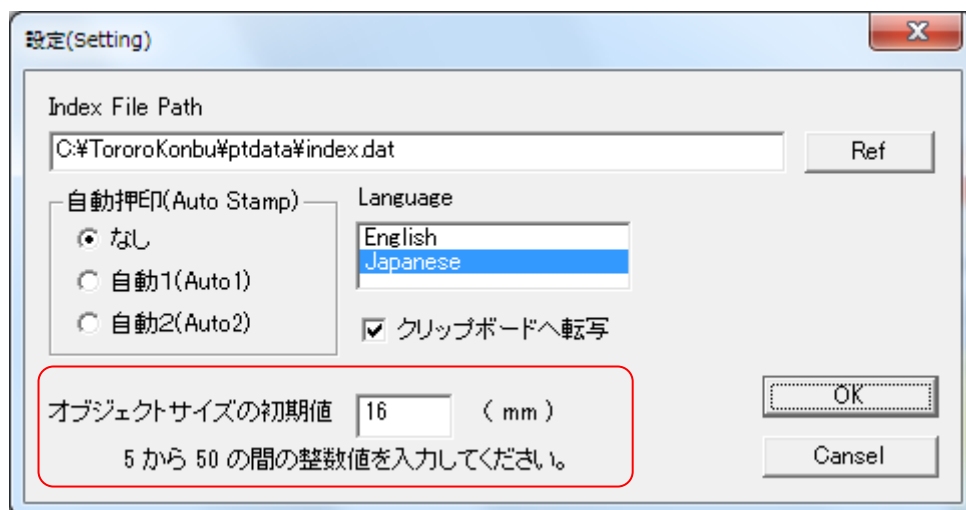 設定(Setting)
Index File Path
C:¥TororoKonbu¥ptdata¥index.dat
Ref
自動押印(Auto Stamp)
なし
自動1(Auto1)
自動2(Auto2)
Language
English
Japanese
クリップボードへ転写
オブジェクトサイズの初期値 16 (mm)
5 から 50 の間の整数値を入力してください。
OK
Cansel